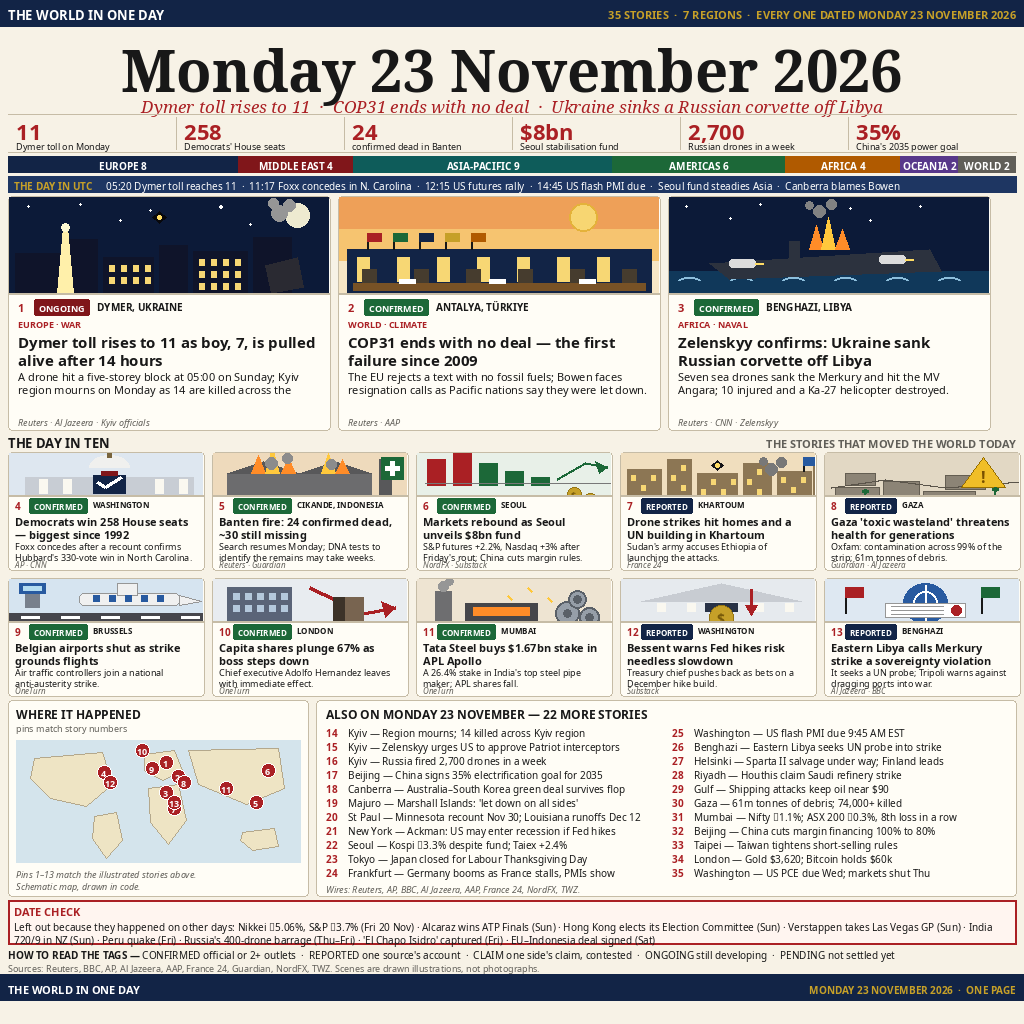 THE WORLD IN ONE DAY
35 STORIES · 7 REGIONS · EVERY ONE DATED MONDAY 23 NOVEMBER 2026
Monday 23 November 2026
Dymer toll rises to 11 · COP31 ends with no deal · Ukraine sinks a Russian corvette off Libya
11
Dymer toll on Monday
258
Democrats' House seats
24
confirmed dead in Banten
$8bn
Seoul stabilisation fund
2,700
Russian drones in a week
35%
China's 2035 power goal
EUROPE 8
MIDDLE EAST 4
ASIA-PACIFIC 9
AMERICAS 6
AFRICA 4
OCEANIA 2
WORLD 2
THE DAY IN UTC
05:20 Dymer toll reaches 11 · 11:17 Foxx concedes in N. Carolina · 12:15 US futures rally · 14:45 US flash PMI due · Seoul fund steadies Asia · Canberra blames Bowen
1 ONGOING DYMER, UKRAINE
EUROPE · WAR
Dymer toll rises to 11 as boy, 7, is pulled
alive after 14 hours
A drone hit a five-storey block at 05:00 on Sunday; Kyiv
region mourns on Monday as 14 are killed across the
Reuters · Al Jazeera · Kyiv officials
2 CONFIRMED ANTALYA, TÜRKIYE
WORLD · CLIMATE
COP31 ends with no deal — the first
failure since 2009
The EU rejects a text with no fossil fuels; Bowen faces
resignation calls as Pacific nations say they were let down.
Reuters · AAP
3 CONFIRMED BENGHAZI, LIBYA
AFRICA · NAVAL
Zelenskyy confirms: Ukraine sank
Russian corvette off Libya
Seven sea drones sank the Merkury and hit the MV
Angara; 10 injured and a Ka-27 helicopter destroyed.
Reuters · CNN · Zelenskyy
THE DAY IN TEN
THE STORIES THAT MOVED THE WORLD TODAY
4 CONFIRMED WASHINGTON
Democrats win 258 House seats
— biggest since 1992
Foxx concedes after a recount confirms
Hubbard's 330-vote win in North Carolina.
AP · CNN
5 CONFIRMED CIKANDE, INDONESIA
Banten fire: 24 confirmed dead,
~30 still missing
Search resumes Monday; DNA tests to
identify the remains may take weeks.
Reuters · Guardian
6 CONFIRMED SEOUL
Markets rebound as Seoul
unveils $8bn fund
S&P futures +2.2%, Nasdaq +3% after
Friday's rout; China cuts margin rules.
NordFX · Substack
7 REPORTED KHARTOUM
Drone strikes hit homes and a
UN building in Khartoum
Sudan's army accuses Ethiopia of
launching the attacks.
France 24
8 REPORTED GAZA
Gaza 'toxic wasteland' threatens
health for generations
Oxfam: contamination across 99% of the
strip; 61m tonnes of debris.
Guardian · Al Jazeera
9 CONFIRMED BRUSSELS
Belgian airports shut as strike
grounds flights
Air traffic controllers join a national
anti-austerity strike.
OneTurn
10 CONFIRMED LONDON
Capita shares plunge 67% as
boss steps down
Chief executive Adolfo Hernandez leaves
with immediate effect.
OneTurn
11 CONFIRMED MUMBAI
Tata Steel buys $1.67bn stake in
APL Apollo
A 26.4% stake in India's top steel pipe
maker; APL shares fall.
OneTurn
12 REPORTED WASHINGTON
Bessent warns Fed hikes risk
needless slowdown
Treasury chief pushes back as bets on a
December hike build.
Substack
13 REPORTED BENGHAZI
Eastern Libya calls Merkury
strike a sovereignty violation
It seeks a UN probe; Tripoli warns against
dragging ports into war.
Al Jazeera · BBC
WHERE IT HAPPENED
pins match story numbers
10
1
9
4
12
8
6
3
13
11
5
Pins 1–13 match the illustrated stories above.
Schematic map, drawn in code.
ALSO ON MONDAY 23 NOVEMBER — 22 MORE STORIES
14 Kyiv — Region mourns; 14 killed across Kyiv region
15 Kyiv — Zelenskyy urges US to approve Patriot interceptors
16 Kyiv — Russia fired 2,700 drones in a week
17 Beijing — China signs 35% electrification goal for 2035
18 Canberra — Australia–South Korea green deal survives flop
19 Majuro — Marshall Islands: 'let down on all sides'
20 St Paul — Minnesota recount Nov 30; Louisiana runoffs Dec 12
21 New York — Ackman: US may enter recession if Fed hikes
22 Seoul — Kospi 3.3% despite fund; Taiex +2.4%
23 Tokyo — Japan closed for Labour Thanksgiving Day
24 Frankfurt — Germany booms as France stalls, PMIs show
25 Washington — US flash PMI due 9:45 AM EST
26 Benghazi — Eastern Libya seeks UN probe into strike
27 Helsinki — Sparta II salvage under way; Finland leads
28 Riyadh — Houthis claim Saudi refinery strike
29 Gulf — Shipping attacks keep oil near $90
30 Gaza — 61m tonnes of debris; 74,000+ killed
31 Mumbai — Nifty 1.1%; ASX 200 0.3%, 8th loss in a row
32 Beijing — China cuts margin financing 100% to 80%
33 Taipei — Taiwan tightens short-selling rules
34 London — Gold $3,620; Bitcoin holds $60k
35 Washington — US PCE due Wed; markets shut Thu
Wires: Reuters, AP, BBC, Al Jazeera, AAP, France 24, NordFX, TWZ.
DATE CHECK
Left out because they happened on other days: Nikkei 5.06%, S&P 3.7% (Fri 20 Nov) · Alcaraz wins ATP Finals (Sun) · Hong Kong elects its Election Committee (Sun) · Verstappen takes Las Vegas GP (Sun) · India
720/9 in NZ (Sun) · Peru quake (Fri) · Russia's 400-drone barrage (Thu–Fri) · 'El Chapo Isidro' captured (Fri) · EU–Indonesia deal signed (Sat)
HOW TO READ THE TAGS — CONFIRMED official or 2+ outlets · REPORTED one source's account · CLAIM one side's claim, contested · ONGOING still developing · PENDING not settled yet
Sources: Reuters, BBC, AP, Al Jazeera, AAP, France 24, Guardian, NordFX, TWZ. Scenes are drawn illustrations, not photographs.
THE WORLD IN ONE DAY
MONDAY 23 NOVEMBER 2026 · ONE PAGE